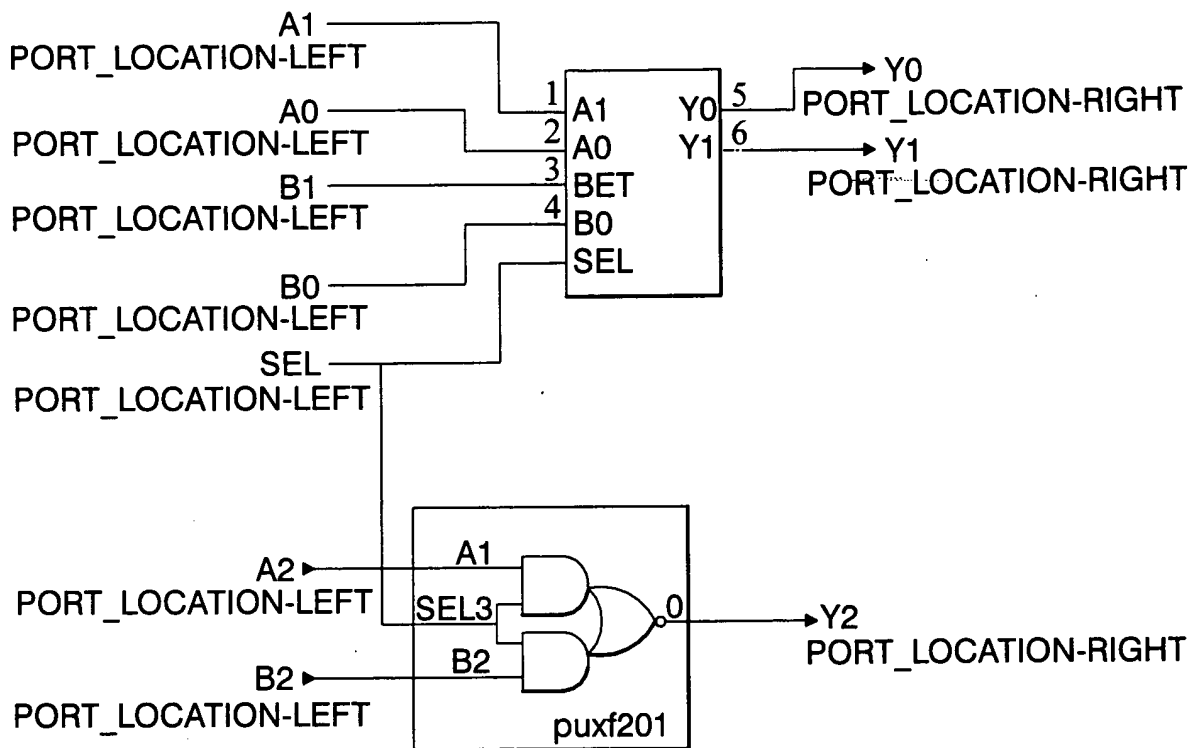 A1
PORT_LOCATION-LEFT
A0
PORT_LOCATION-LEFT
B1
PORT_LOCATION-LEFT
B0
PORT_LOCATION-LEFT
SEL
PORT_LOCATION-LEFT
1
A1
2
A0
3
BET
4
B0
SEL
Y0
5
Y1
6
Y0
PORT_LOCATION-RIGHT
Y1
PORT_LOCATION-RIGHT
A2
PORT_LOCATION-LEFT
B2
PORT_LOCATION-LEFT
A1
SEL3
B2
0
puxf201
Y2
PORT_LOCATION-RIGHT